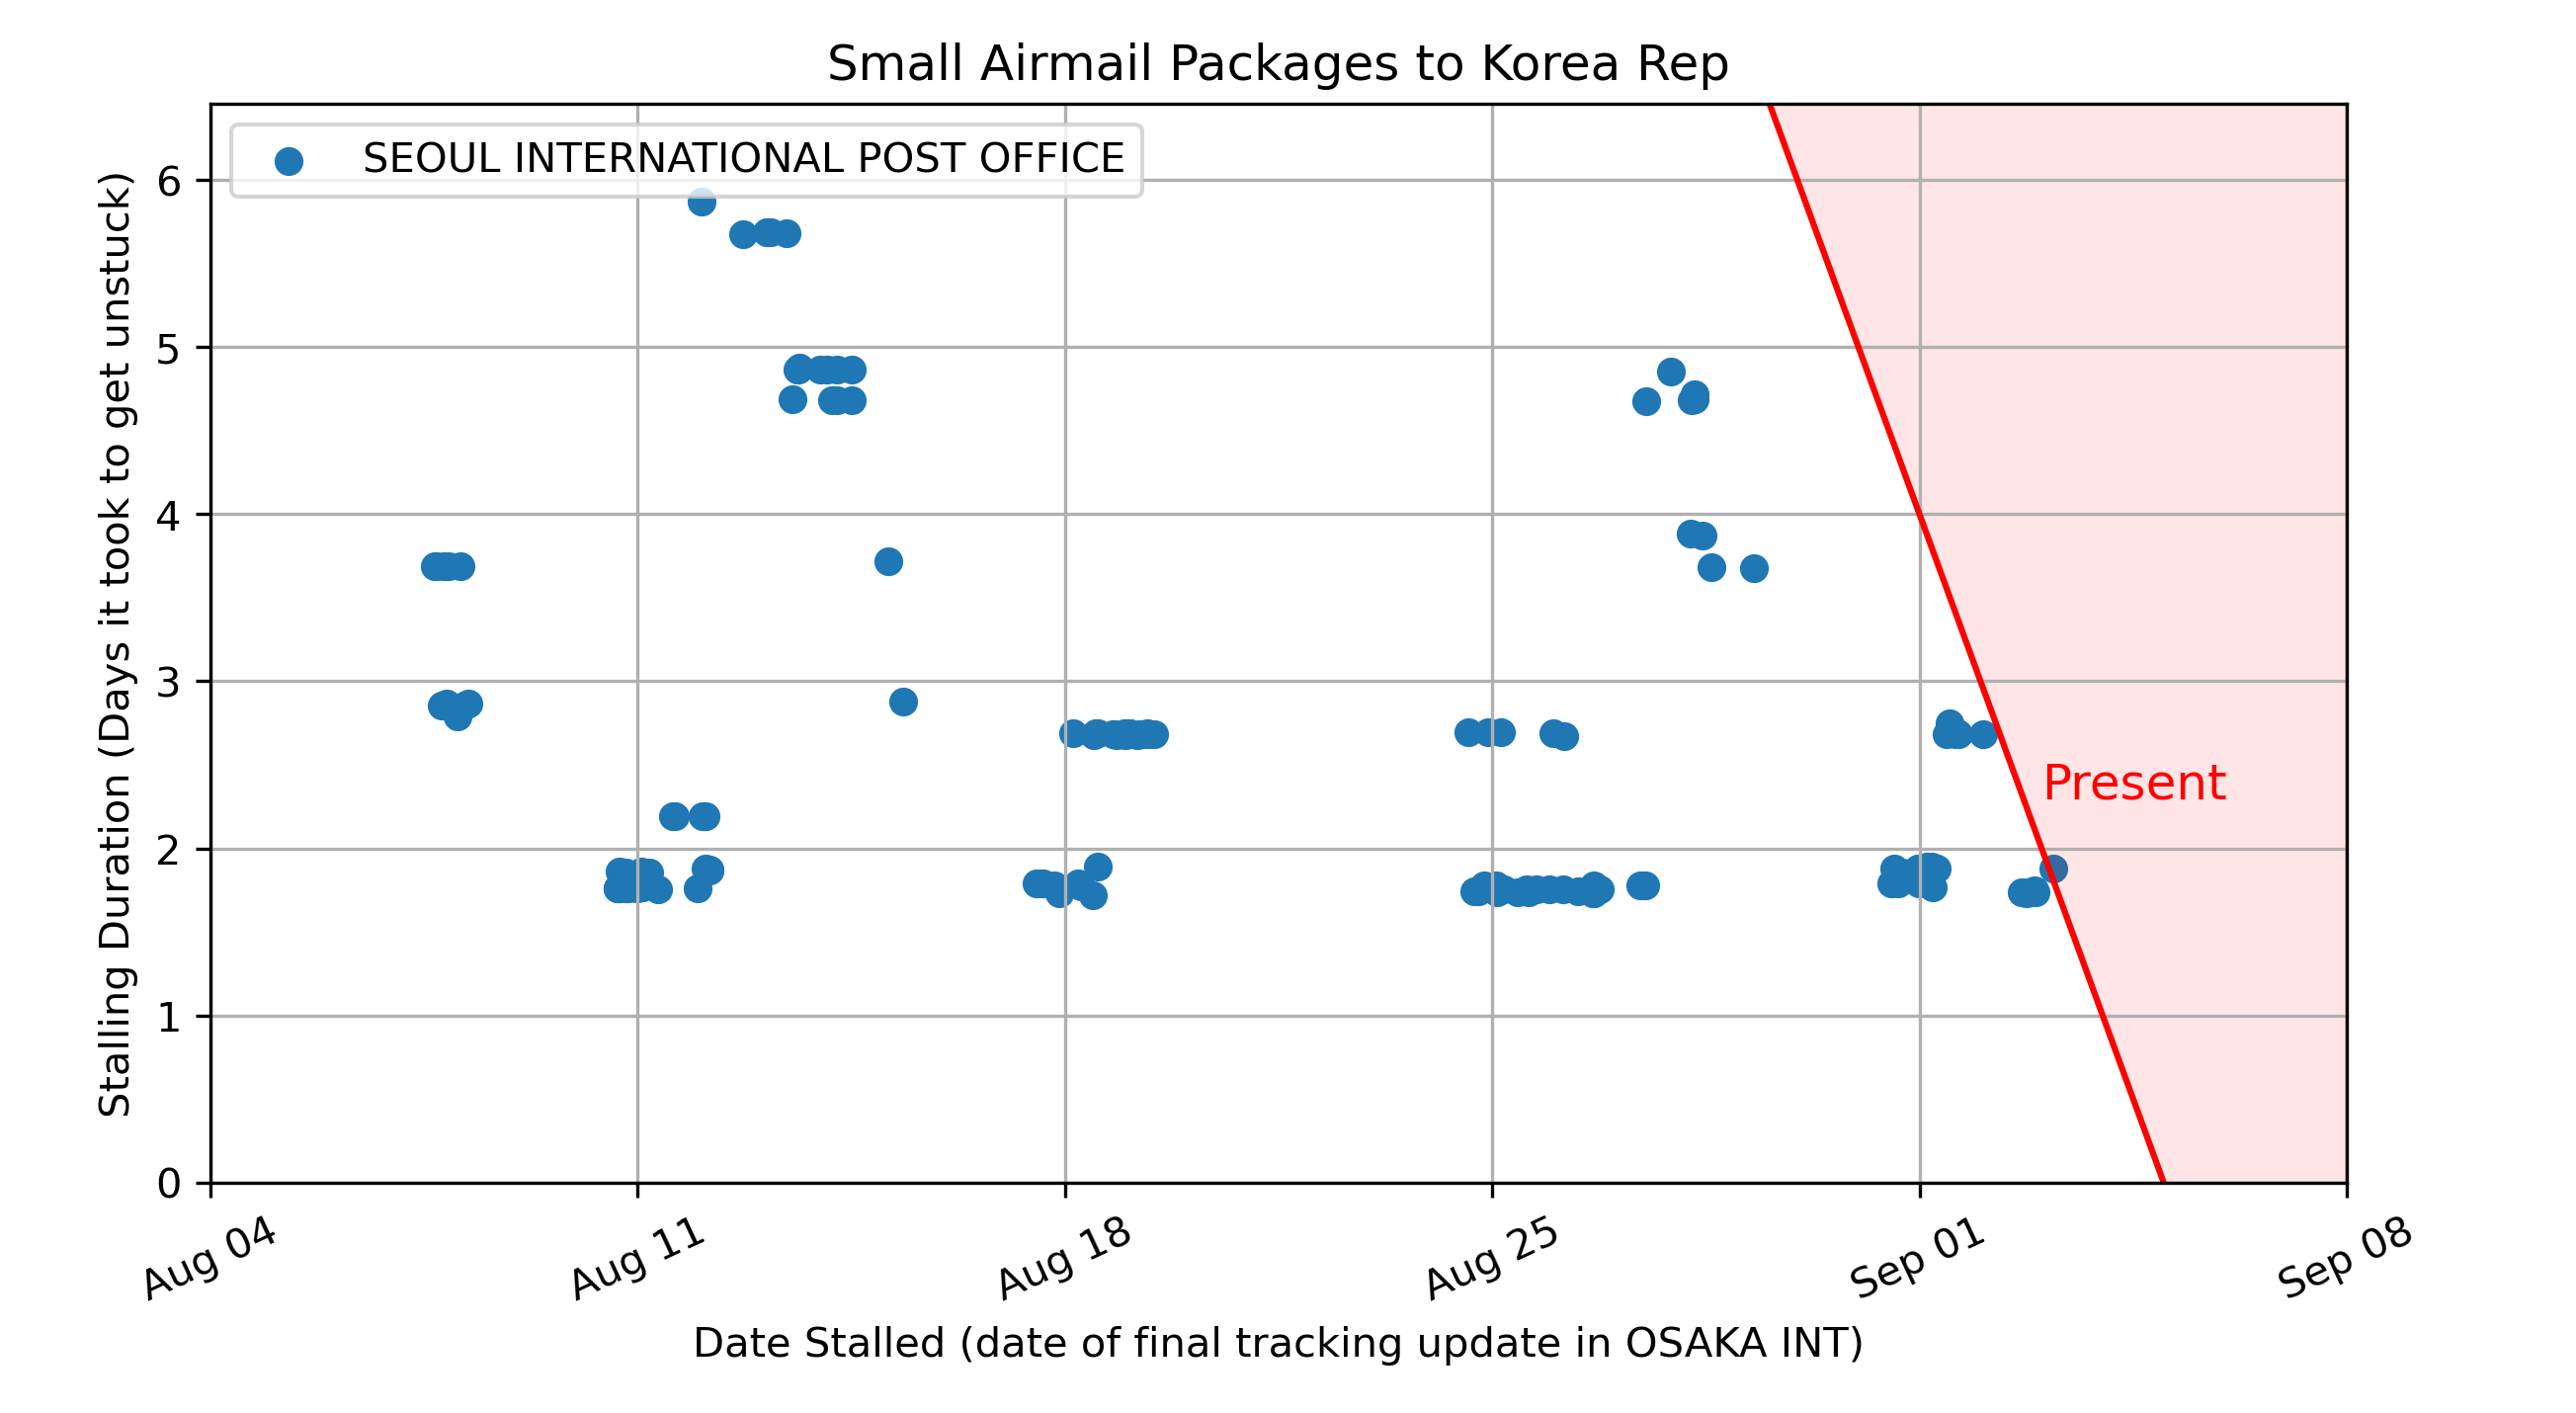 Small Airmail Packages to Korea Rep
SEOUL INTERNATIONAL POST OFFICE
Stalling Duration (Days it took to get unstuck)
6
5
4
3
2
1
0
Present
Aug 04
Aug 11
Aug 18
Aug 25
Sep 01
Sep 08
Date Stalled (date of final tracking update in OSAKA INT)